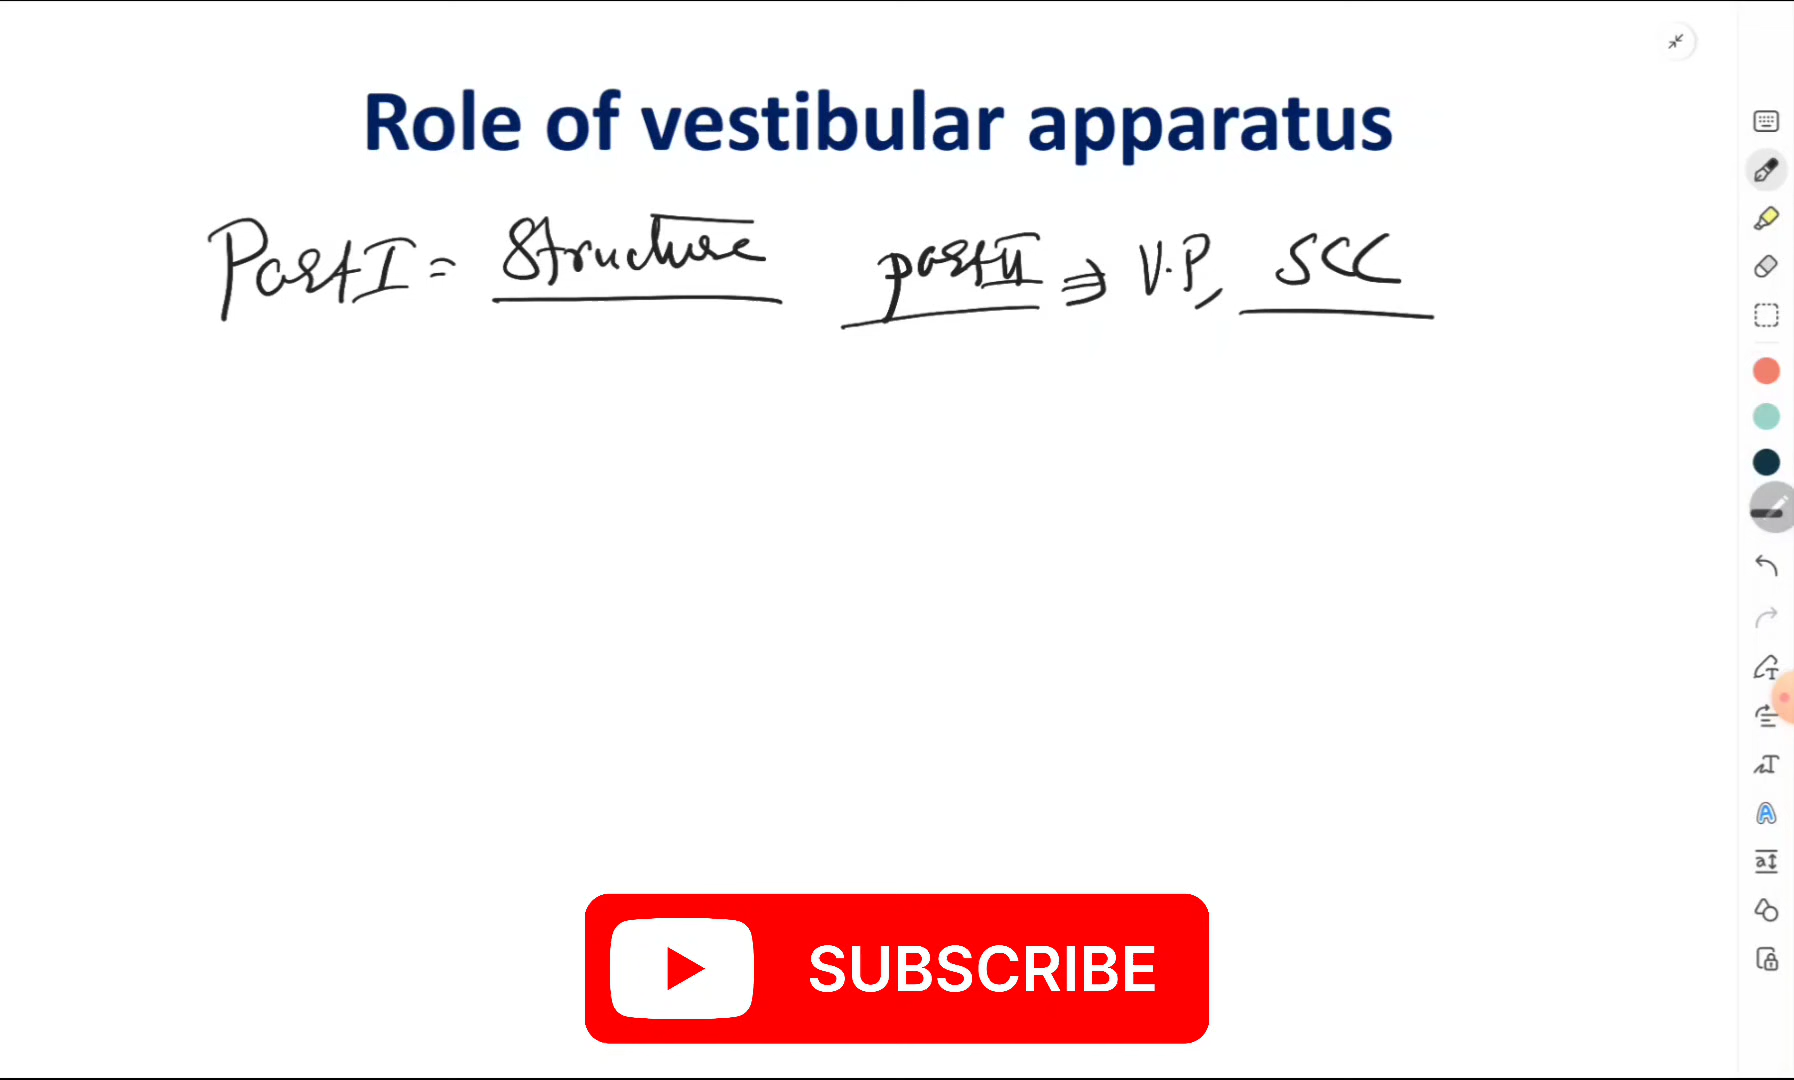 Role of vestibular apparatus
Part I = Structure part II ⇒ V.P, SCC
SUBSCRIBE